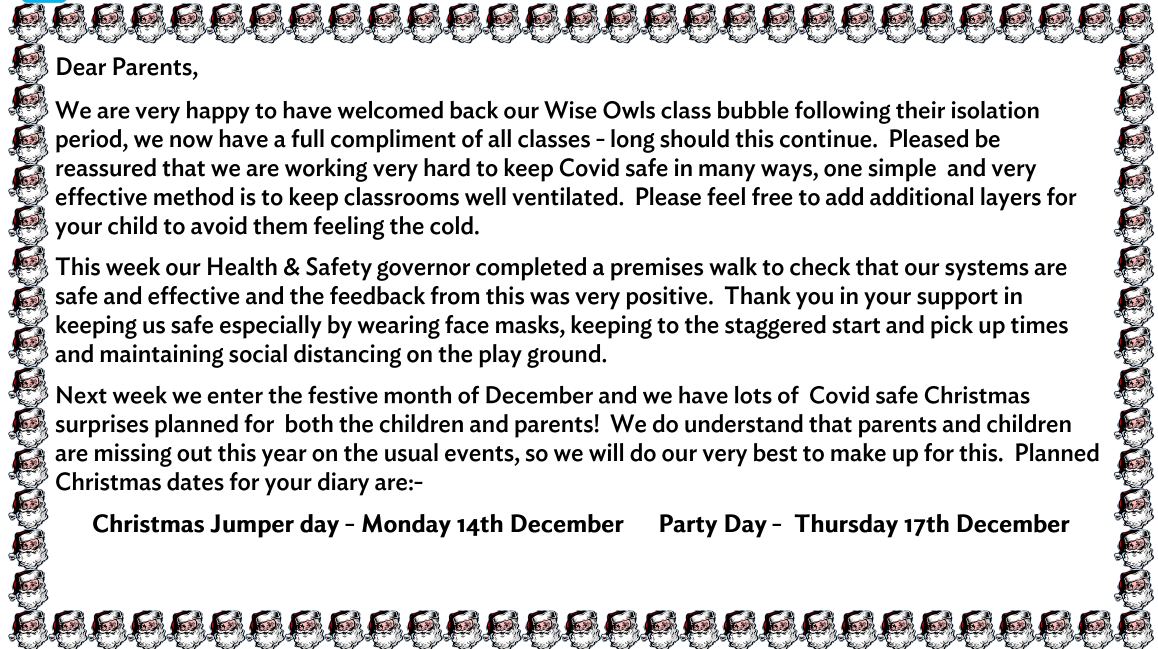 Dear Parents,
We are very happy to have welcomed back our Wise Owls class bubble following their isolation
period, we now have a full compliment of all classes – long should this continue.  Pleased be
reassured that we are working very hard to keep Covid safe in many ways, one simple  and very
effective method is to keep classrooms well ventilated.  Please feel free to add additional layers for
your child to avoid them feeling the cold.
This week our Health & Safety governor completed a premises walk to check that our systems are
safe and effective and the feedback from this was very positive.  Thank you in your support in
keeping us safe especially by wearing face masks, keeping to the staggered start and pick up times
and maintaining social distancing on the play ground.
Next week we enter the festive month of December and we have lots of  Covid safe Christmas
surprises planned for  both the children and parents!  We do understand that parents and children
are missing out this year on the usual events, so we will do our very best to make up for this.  Planned
Christmas dates for your diary are:-
Christmas Jumper day – Monday 14th December     Party Day –  Thursday 17th December